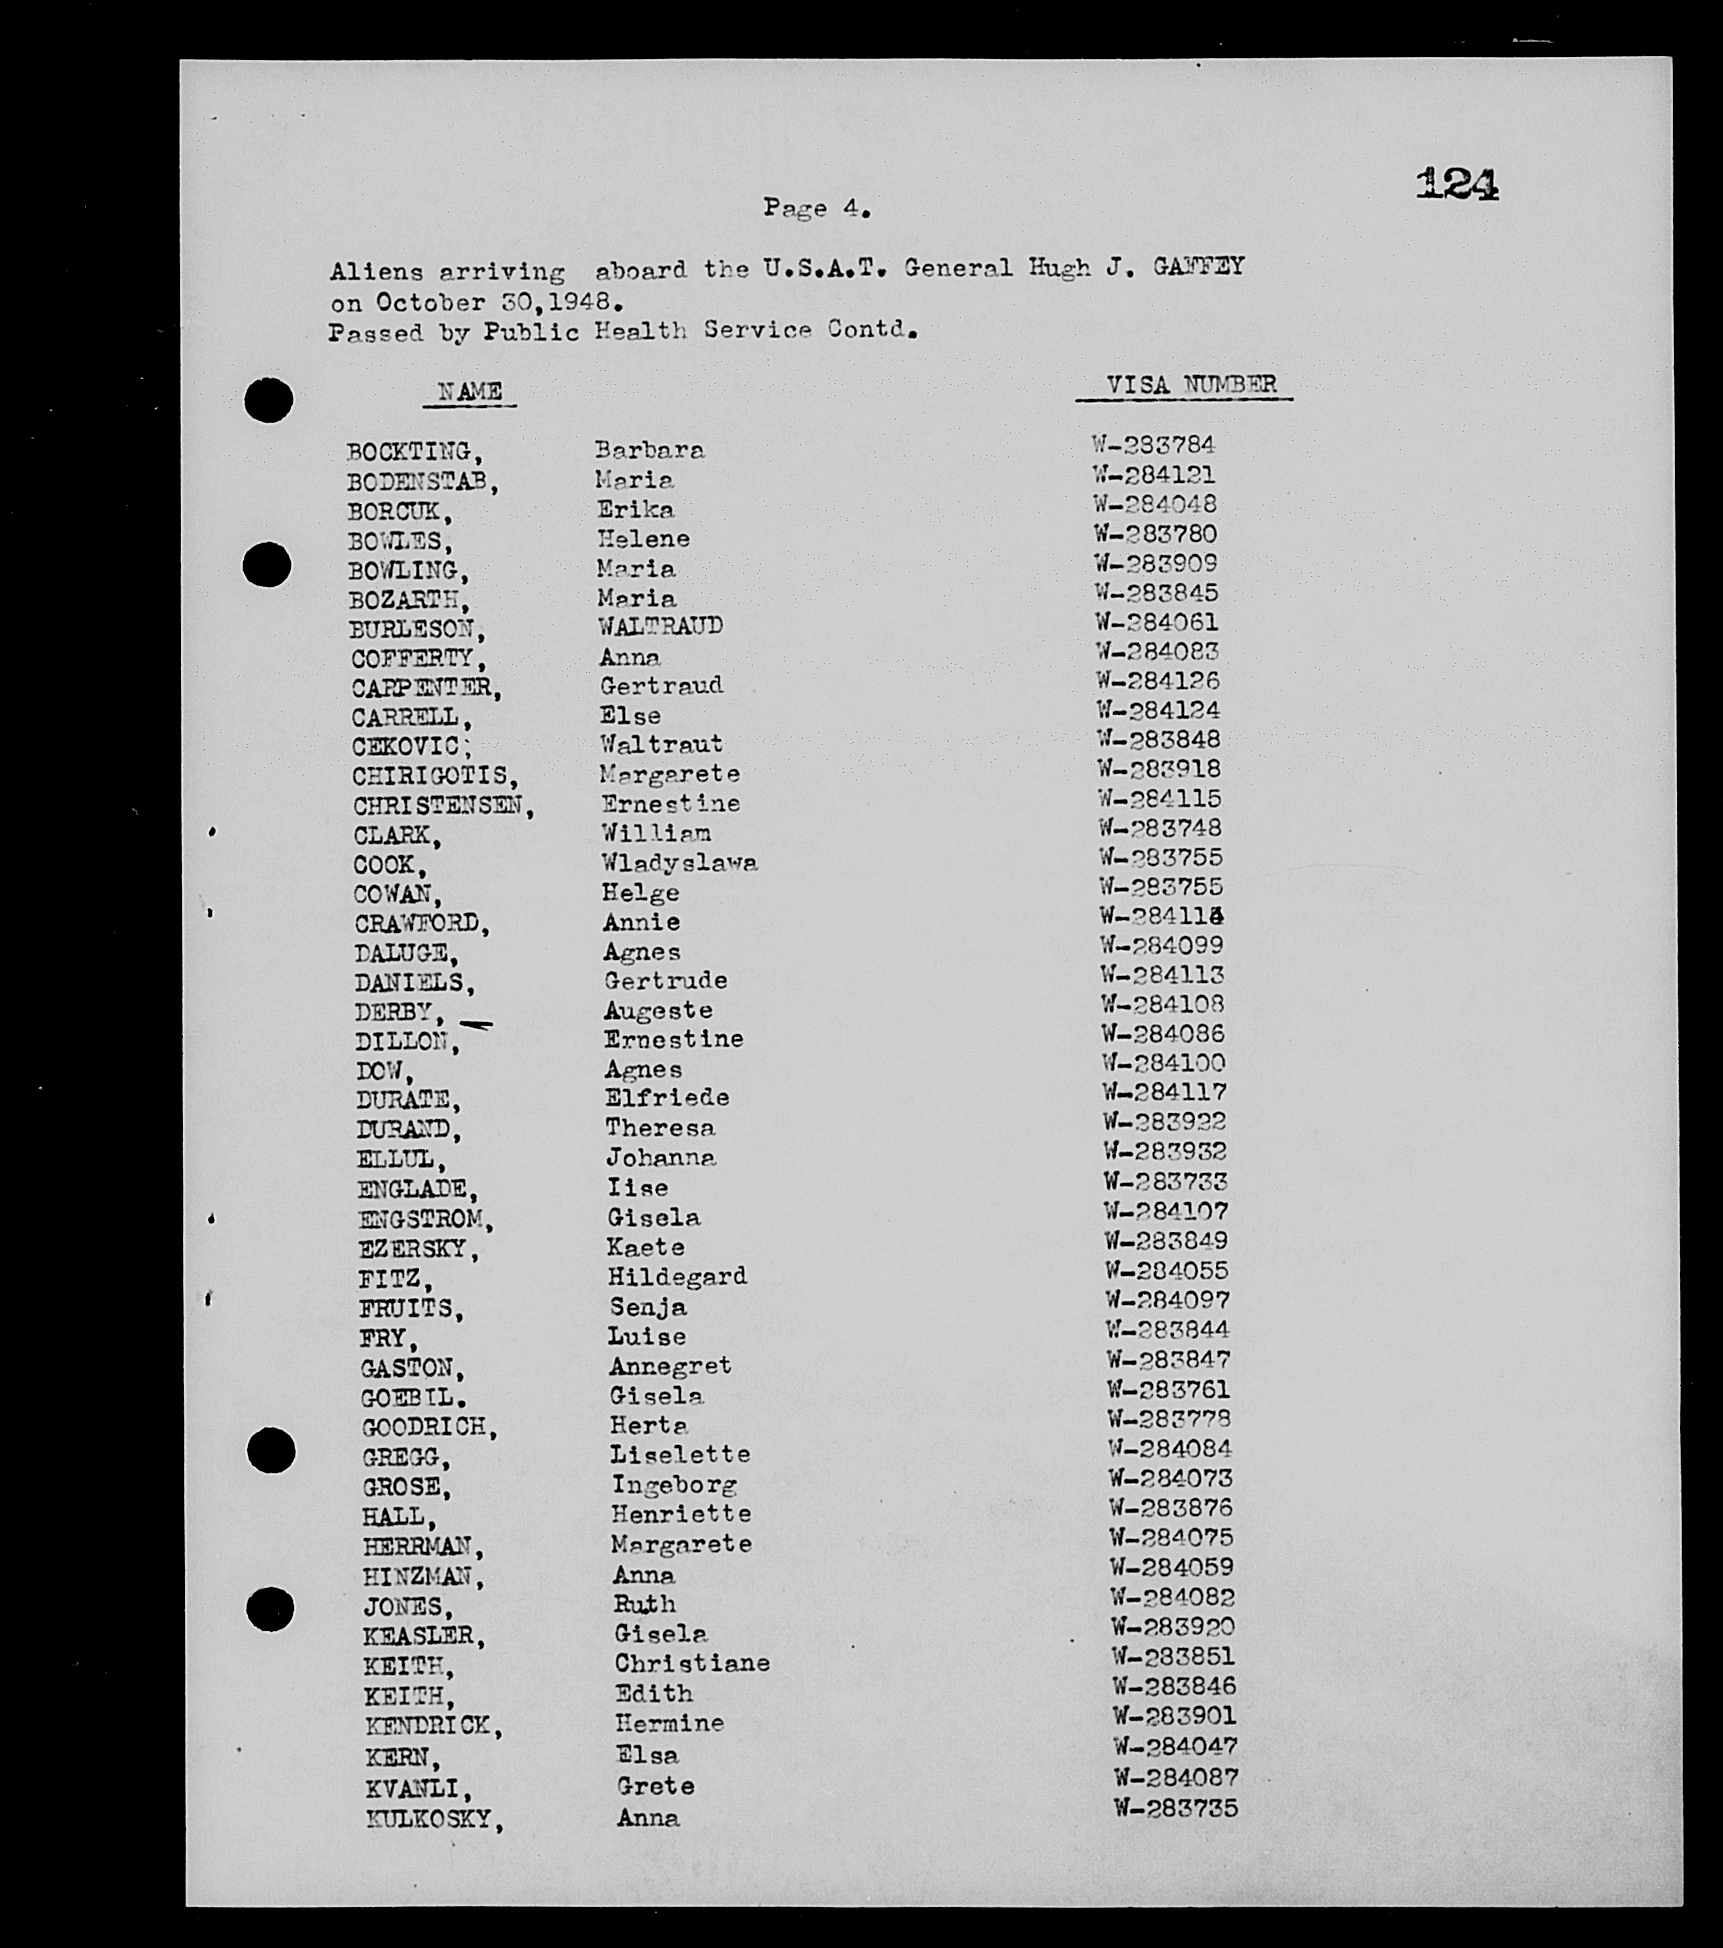 124
Page 4.
Aliens arriving aboard the U.S.A.T. General Hugh J. GAFFEY
on October 30,1948.
Passed by Public Health Service Contd.
NAME VISA NUMBER
BOCKTING, Barbara W-283784
BODENSTAB, Maria W-284121
BORCUK, Erika W-284048
BOWLES, Helene W-283780
BOWLING, Maria W-283909
BOZARTH, Maria W-283845
BURLESON, WALTRAUD W-284061
COFFERTY, Anna W-284083
CARPENTER, Gertraud W-284126
CARRELL, Else W-284124
CEKOVIC; Waltraut W-283848
CHIRIGOTIS, Margarete W-283918
CHRISTENSEN, Ernestine W-284115
CLARK, William W-283748
COOK, Wladyslawa W-283755
COWAN, Helge W-283755
CRAWFORD, Annie
DALUGE, Agnes W-284099
DANIELS, Gertrude W-284113
DERBY, Augeste W-284108
DILLON, Ernestine W-284086
DOW, Agnes W-284100
DURATE, Elfriede W-284117
DURAND, Theresa W-283922
ELLUL, Johanna W-283932
ENGLADE, Iise W-283733
ENGSTROM, Gisela W-284107
EZERSKY, Kaete W-283849
FITZ, Hildegard W-284055
FRUITS, Senja W-284097
FRY, Luise W-283844
GASTON, Annegret W-283847
GOEBIL. Gisela W-283761
GOODRICH, Herta W-283778
GREGG, Liselette W-284084
GROSE, Ingeborg W-284073
HALL, Henriette W-283876
HERRMAN, Margarete W-284075
HINZMAN, Anna W-284059
JONES, Ruth W-284082
KEASLER, Gisela W-283920
KEITH, Christiane W-283851
KEITH, Edith W-283846
KENDRICK, Hermine W-283901
KERN, Elsa W-284047
KVANLI, Grete W-284087
KULKOSKY, Anna W-283735